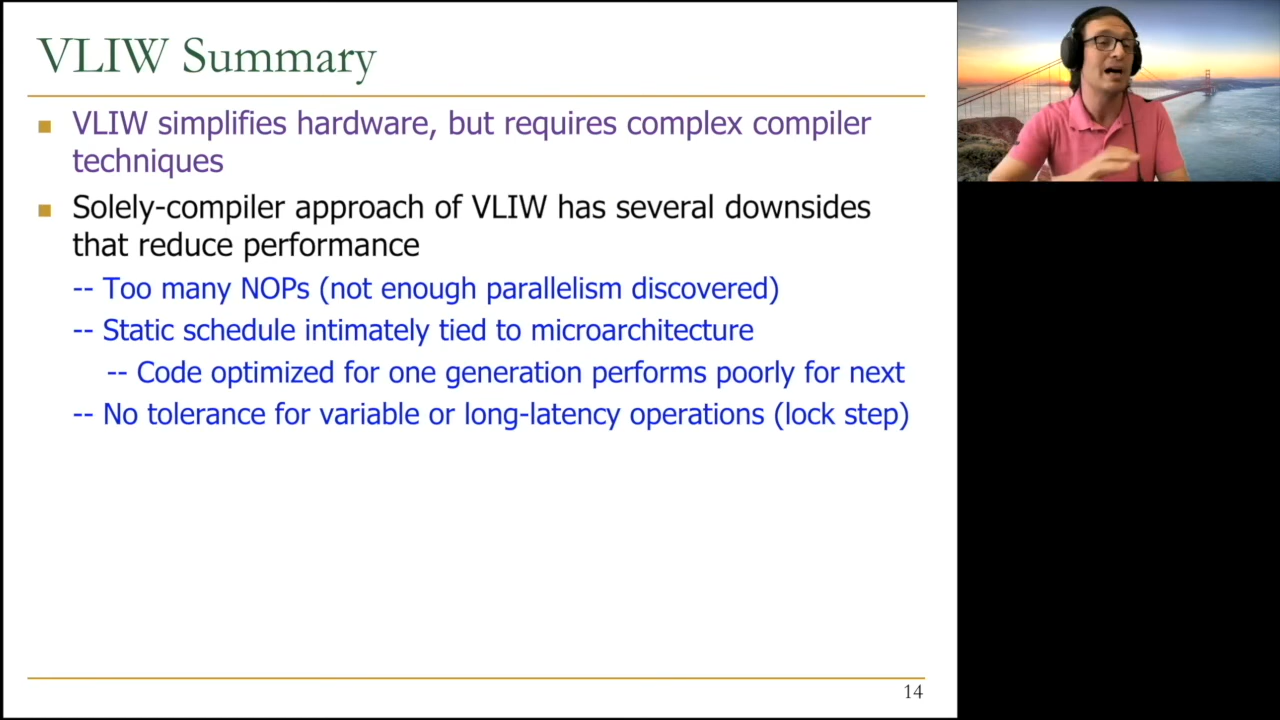 VLIW Summary
VLIW simplifies hardware, but requires complex compiler
techniques
Solely-compiler approach of VLIW has several downsides
that reduce performance
-- Too many NOPs (not enough parallelism discovered)
-- Static schedule intimately tied to microarchitecture
-- Code optimized for one generation performs poorly for next
-- No tolerance for variable or long-latency operations (lock step)
14